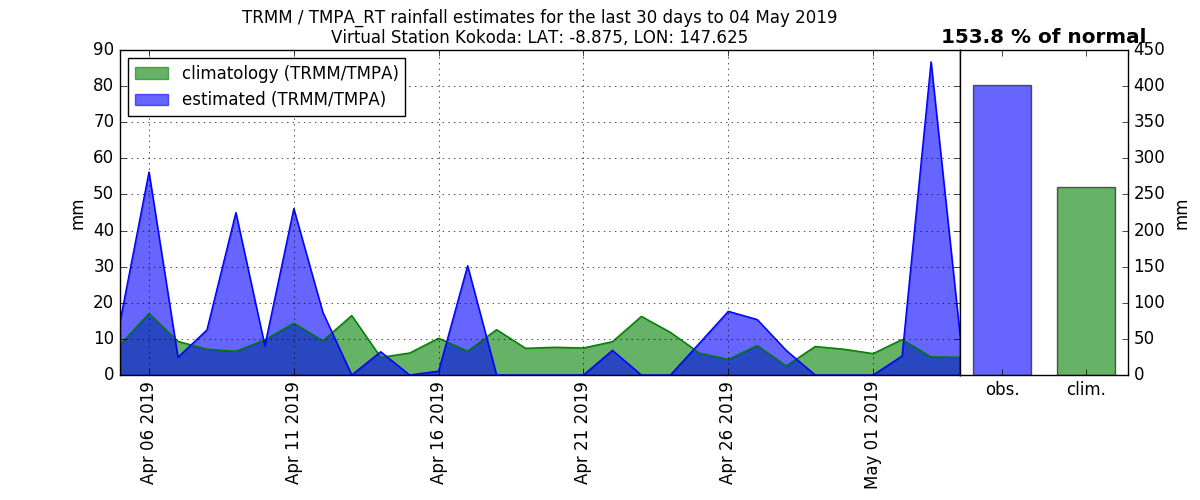 TRMM / TMPA_RT rainfall estimates for the last 30 days to 04 May 2019
Virtual Station Kokoda: LAT: -8.875, LON: 147.625
153.8 % of normal
climatology (TRMM/TMPA)
estimated (TRMM/TMPA)
90
80
70
60
50
40
30
20
10
0
mm
Apr 06 2019
Apr 11 2019
Apr 16 2019
Apr 21 2019
Apr 26 2019
May 01 2019
450
400
350
300
250
200
150
100
50
0
mm
obs.
clim.